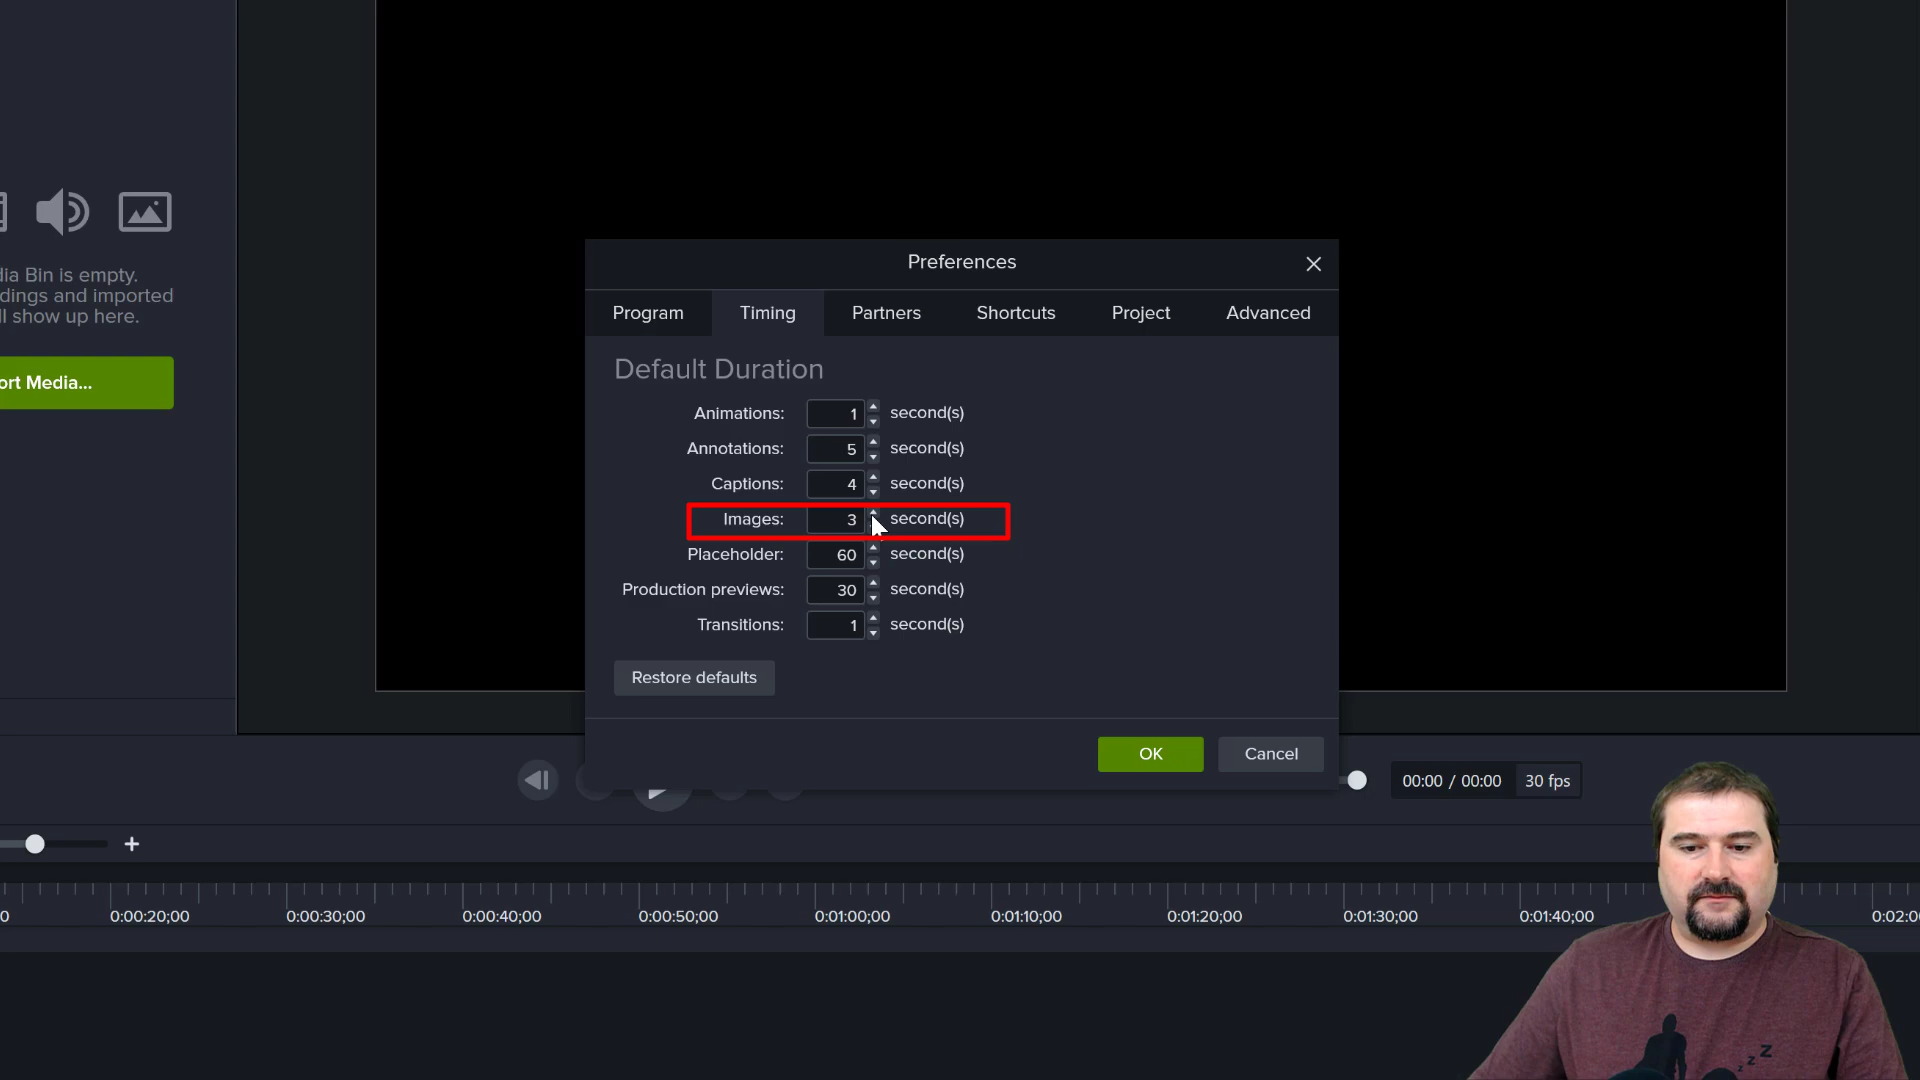 Preferences
Program Timing Partners Shortcuts Project Advanced
Default Duration
Animations: 1 second(s)
Annotations: 5 second(s)
Captions: 4 second(s)
Images: 3 second(s)
Placeholder: 60 second(s)
Production previews: 30 second(s)
Transitions: 1 second(s)
Restore defaults
OK Cancel
dia Bin is empty.
dings and imported
ll show up here.
ort Media...
00:00 / 00:00 30 fps
+
0 0:00:20;00 0:00:30;00 0:00:40;00 0:00:50;00 0:01:00;00 0:01:10;00 0:01:20;00 0:01:30;00 0:01:40;00 0:02:0
z z Z